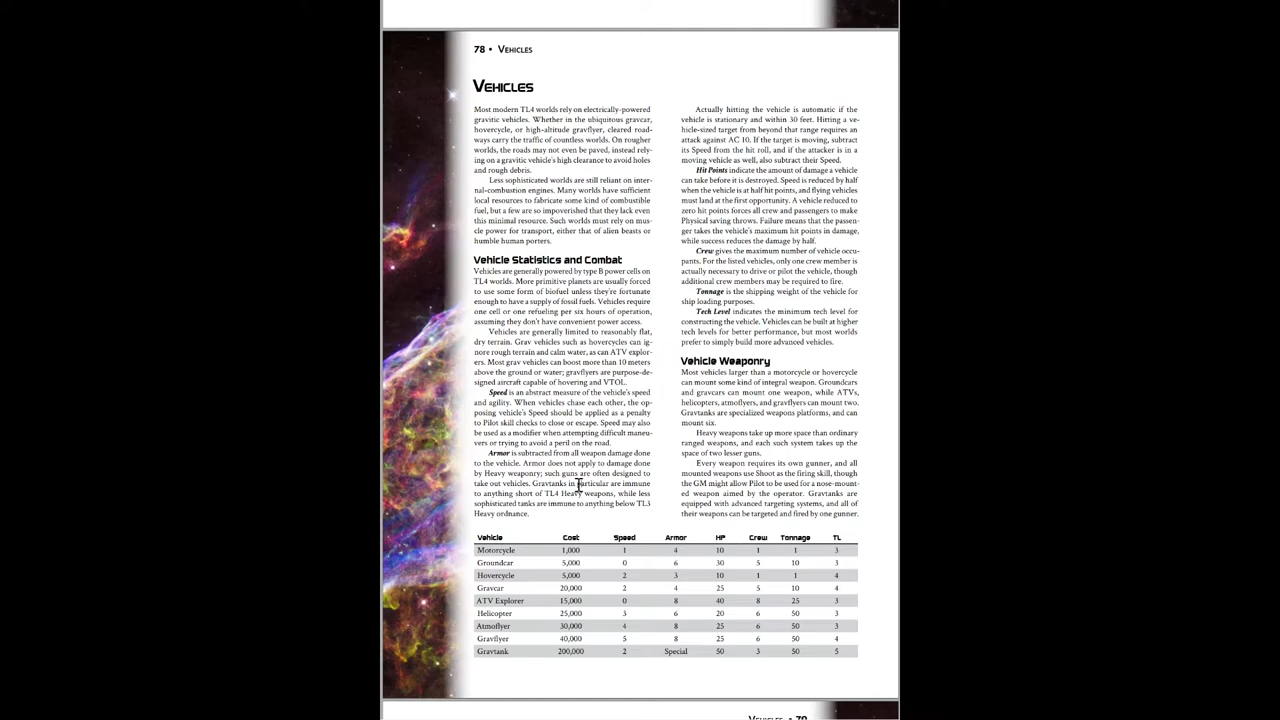 78 • Vehicles
Vehicles
Most modern TL4 worlds rely on electrically-powered
gravitic vehicles. Whether in the ubiquitous gravcar,
hovercycle, or high-altitude gravflyer, cleared road-
ways carry the traffic of countless worlds. On rougher
worlds, the roads may not even be paved, instead rely-
ing on a gravitic vehicle's high clearance to avoid holes
and rough debris.
Less sophisticated worlds are still reliant on inter-
nal-combustion engines. Many worlds have sufficient
local resources to fabricate some kind of combustible
fuel, but a few are so impoverished that they lack even
this minimal resource. Such worlds must rely on mus-
cle power for transport, either that of alien beasts or
humble human porters.
Vehicle Statistics and Combat
Vehicles are generally powered by type B power cells on
TL4 worlds. More primitive planets are usually forced
to use some form of biofuel unless they're fortunate
enough to have a supply of fossil fuels. Vehicles require
one cell or one refueling per six hours of operation,
assuming they don't have convenient power access.
Vehicles are generally limited to reasonably flat,
dry terrain. Grav vehicles such as hovercycles can ig-
nore rough terrain and calm water, as can ATV explor-
ers. Most grav vehicles can boost more than 10 meters
above the ground or water; gravflyers are purpose-de-
signed aircraft capable of hovering and VTOL.
Speed is an abstract measure of the vehicle's speed
and agility. When vehicles chase each other, the op-
posing vehicle's Speed should be applied as a penalty
to Pilot skill checks to close or escape. Speed may also
be used as a modifier when attempting difficult maneu-
vers or trying to avoid a peril on the road.
Armor is subtracted from all weapon damage done
to the vehicle. Armor does not apply to damage done
by Heavy weaponry; such guns are often designed to
take out vehicles. Gravtanks in particular are immune
to anything short of TL4 Heavy weapons, while less
sophisticated tanks are immune to anything below TL3
Heavy ordnance.
Actually hitting the vehicle is automatic if the
vehicle is stationary and within 30 feet. Hitting a ve-
hicle-sized target from beyond that range requires an
attack against AC 10. If the target is moving, subtract
its Speed from the hit roll, and if the attacker is in a
moving vehicle as well, also subtract their Speed.
Hit Points indicate the amount of damage a vehicle
can take before it is destroyed. Speed is reduced by half
when the vehicle is at half hit points, and flying vehicles
must land at the first opportunity. A vehicle reduced to
zero hit points forces all crew and passengers to make
Physical saving throws. Failure means that the passen-
ger takes the vehicle's maximum hit points in damage,
while success reduces the damage by half.
Crew gives the maximum number of vehicle occu-
pants. For the listed vehicles, only one crew member is
actually necessary to drive or pilot the vehicle, though
additional crew members may be required to fire.
Tonnage is the shipping weight of the vehicle for
ship loading purposes.
Tech Level indicates the minimum tech level for
constructing the vehicle. Vehicles can be built at higher
tech levels for better performance, but most worlds
prefer to simply build more advanced vehicles.
Vehicle Weaponry
Most vehicles larger than a motorcycle or hovercycle
can mount some kind of integral weapon. Groundcars
and gravcars can mount one weapon, while ATVs,
helicopters, atmoflyers, and gravflyers can mount two.
Gravtanks are specialized weapons platforms, and can
mount six.
Heavy weapons take up more space than ordinary
ranged weapons, and each such system takes up the
space of two lesser guns.
Every weapon requires its own gunner, and all
mounted weapons use Shoot as the firing skill, though
the GM might allow Pilot to be used for a nose-mount-
ed weapon aimed by the operator. Gravtanks are
equipped with advanced targeting systems, and all of
their weapons can be targeted and fired by one gunner.
Vehicle Cost Speed Armor HP Crew Tonnage TL
Motorcycle 1,000 1 4 10 1 1 3
Groundcar 5,000 0 6 30 5 10 3
Hovercycle 5,000 2 3 10 1 1 4
Gravcar 20,000 2 4 25 5 10 4
ATV Explorer 15,000 0 8 40 8 25 3
Helicopter 25,000 3 6 20 6 50 3
Atmoflyer 30,000 4 8 25 6 50 3
Gravflyer 40,000 5 8 25 6 50 4
Gravtank 200,000 2 Special 50 3 50 5
Vehicles • 79